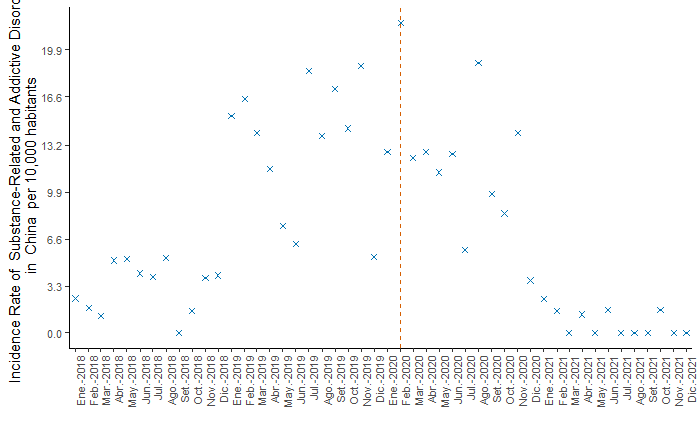 Incidence Rate of Substance-Related and Addictive Disord
in China per 10,000 habitants
19.9
16.6
13.2
9.9
6.6
3.3
0.0
Ene.-2018
Feb.-2018
Mar.-2018
Abr.-2018
May.-2018
Jun.-2018
Jul.-2018
Ago.-2018
Set.-2018
Oct.-2018
Nov.-2018
Dic.-2018
Ene.-2019
Feb.-2019
Mar.-2019
Abr.-2019
May.-2019
Jun.-2019
Jul.-2019
Ago.-2019
Set.-2019
Oct.-2019
Nov.-2019
Dic.-2019
Ene.-2020
Feb.-2020
Mar.-2020
Abr.-2020
May.-2020
Jun.-2020
Jul.-2020
Ago.-2020
Set.-2020
Oct.-2020
Nov.-2020
Dic.-2020
Ene.-2021
Feb.-2021
Mar.-2021
Abr.-2021
May.-2021
Jun.-2021
Jul.-2021
Ago.-2021
Set.-2021
Oct.-2021
Nov.-2021
Dic.-2021